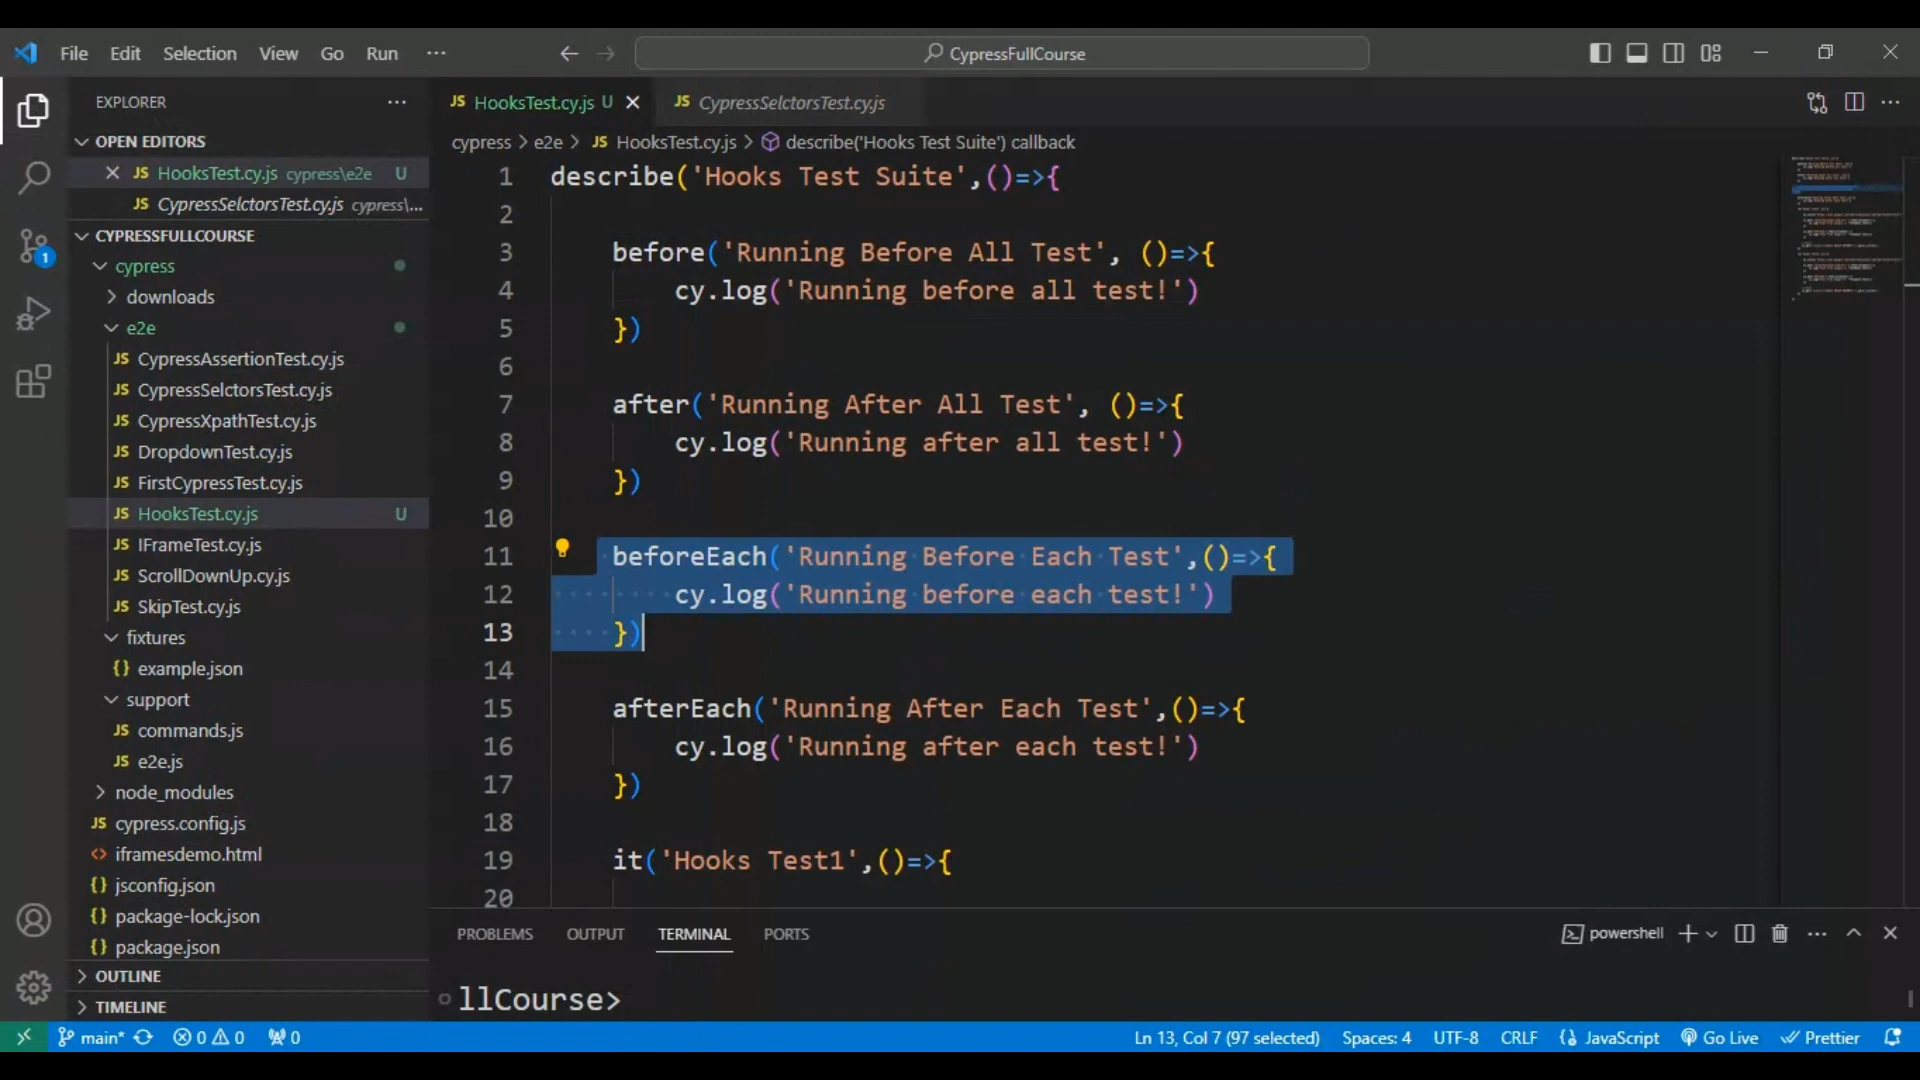 File Edit Selection View Go Run ··· CypressFullCourse
EXPLORER ···
OPEN EDITORS
HooksTest.cy.js cypress\e2e U
CypressSelctorsTest.cy.js cypress\...
CYPRESSFULLCOURSE
cypress
downloads
e2e
JS CypressAssertionTest.cy.js
JS CypressSelctorsTest.cy.js
JS CypressXpathTest.cy.js
JS DropdownTest.cy.js
JS FirstCypressTest.cy.js
JS HooksTest.cy.js U
JS IFrameTest.cy.js
JS ScrollDownUp.cy.js
JS SkipTest.cy.js
fixtures
{} example.json
support
JS commands.js
JS e2e.js
node_modules
JS cypress.config.js
<> iframesdemo.html
{} jsconfig.json
{} package-lock.json
{} package.json
OUTLINE
TIMELINE
JS HooksTest.cy.js U JS CypressSelctorsTest.cy.js
cypress > e2e > JS HooksTest.cy.js > describe('Hooks Test Suite') callback
1 describe('Hooks Test Suite',()=>{
2
3 before('Running Before All Test', ()=>{
4 cy.log('Running before all test!')
5 })
6
7 after('Running After All Test', ()=>{
8 cy.log('Running after all test!')
9 })
10
11 beforeEach('Running Before Each Test',()=>{
12 cy.log('Running before each test!')
13 })
14
15 afterEach('Running After Each Test',()=>{
16 cy.log('Running after each test!')
17 })
18
19 it('Hooks Test1',()=>{
20
PROBLEMS OUTPUT TERMINAL PORTS powershell
llCourse>
main* 0 0 0 Ln 13, Col 7 (97 selected) Spaces: 4 UTF-8 CRLF {} JavaScript Go Live Prettier